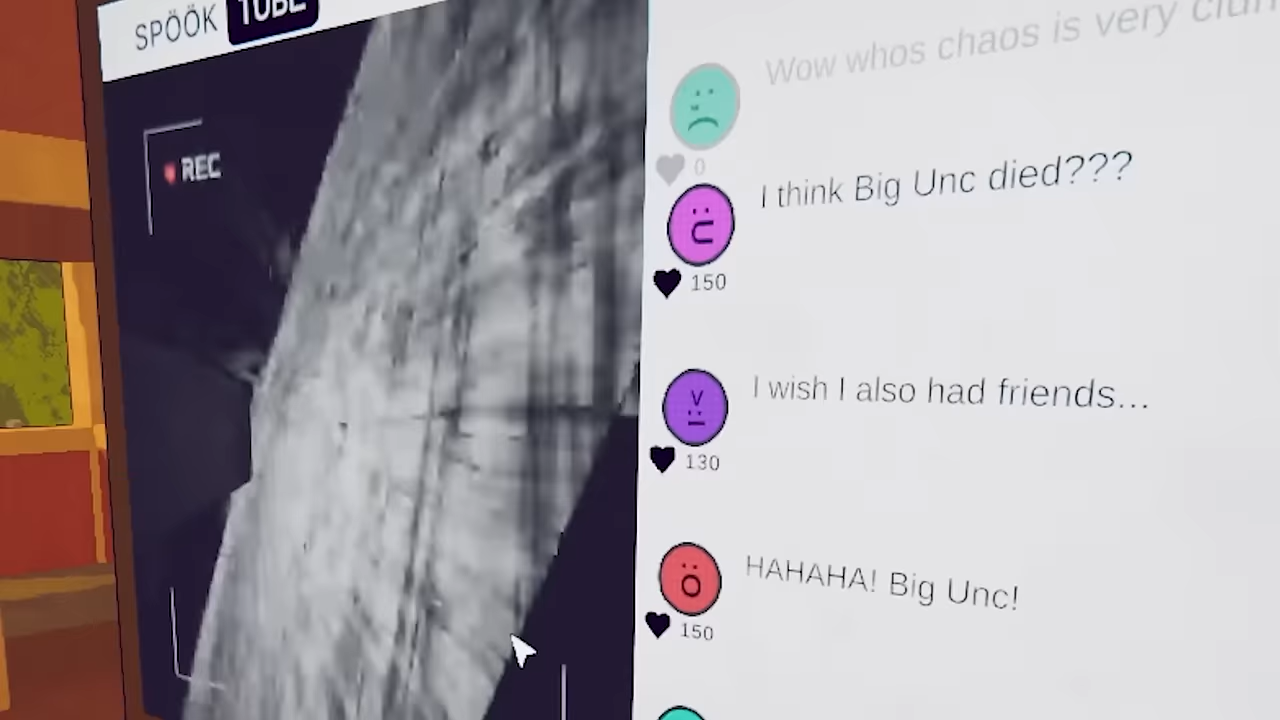 SPÖÖK TUBE
REC
Wow whos chaos is very
0
I think Big Unc died???
150
I wish I also had friends...
130
HAHAHA! Big Unc!
150